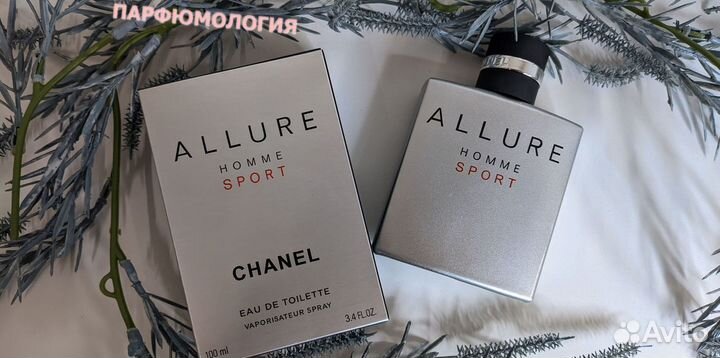 ПАРФЮМОЛОГИЯ
ALLURE
HOMME
SPORT
CHANEL
EAU DE TOILETTE
VAPORISATEUR SPRAY
100 ml 3.4 FL.OZ.
ALLURE
HOMME
SPORT
Avito